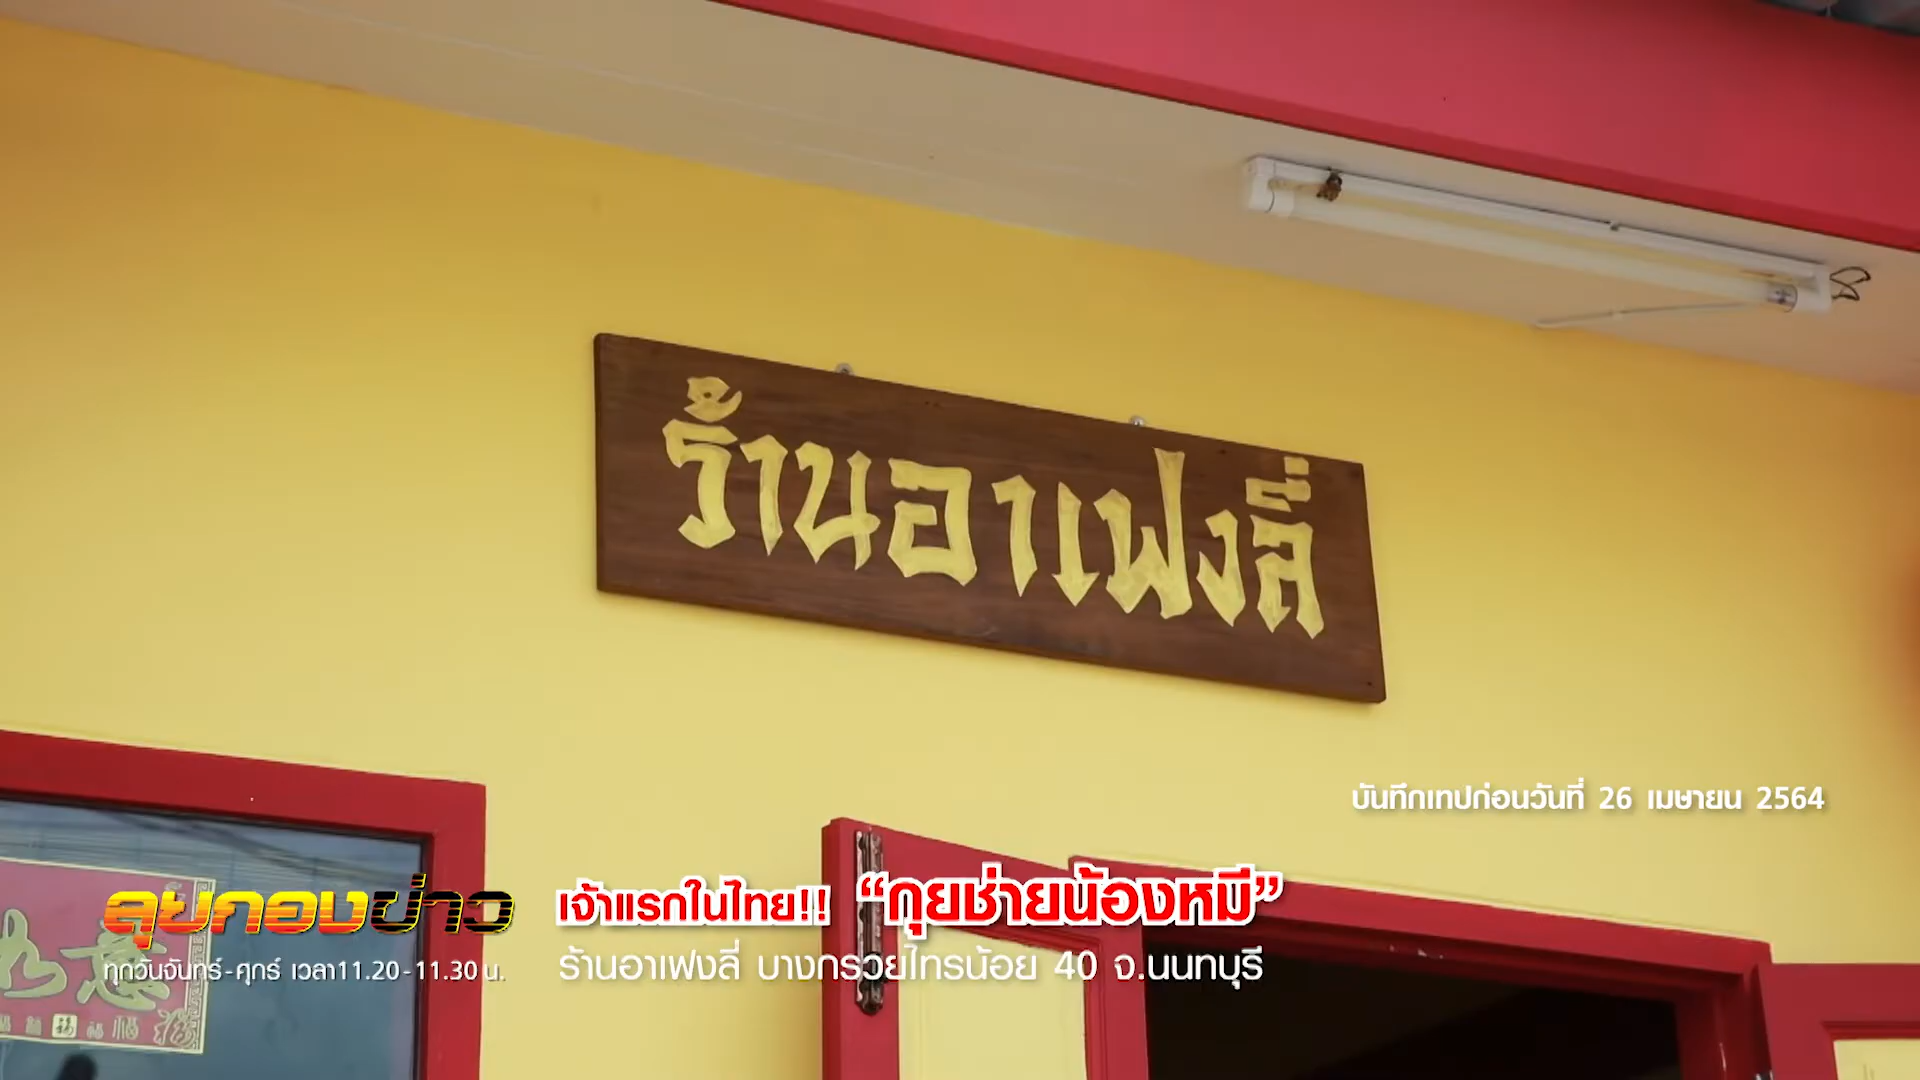 ร้านอาเฟงลี่
บันทึกเทปก่อนวันที่ 26 เมษายน 2564
ลุยกองข่าว
ทุกวันจันทร์-ศุกร์ เวลา11.20-11.30 น.
เจ้าแรกในไทย!! “กุยช่ายน้องหมี”
ร้านอาเฟงลี่ บางกรวยไทรน้อย 40 จ.นนทบุรี
意
福